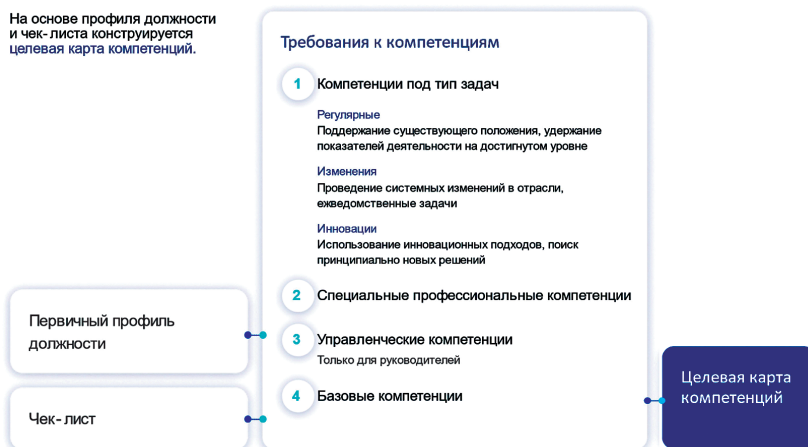 На основе профиля должности
и чек-листа конструируется
целевая карта компетенций.
Требования к компетенциям
1 Компетенции под тип задач
Регулярные
Поддержание существующего положения, удержание
показателей деятельности на достигнутом уровне
Изменения
Проведение системных изменений в отрасли,
ежведомственные задачи
Инновации
Использование инновационных подходов, поиск
принципиально новых решений
2 Специальные профессиональные компетенции
3 Управленческие компетенции
Только для руководителей
4 Базовые компетенции
Первичный профиль
должности
Чек-лист
Целевая карта
компетенций